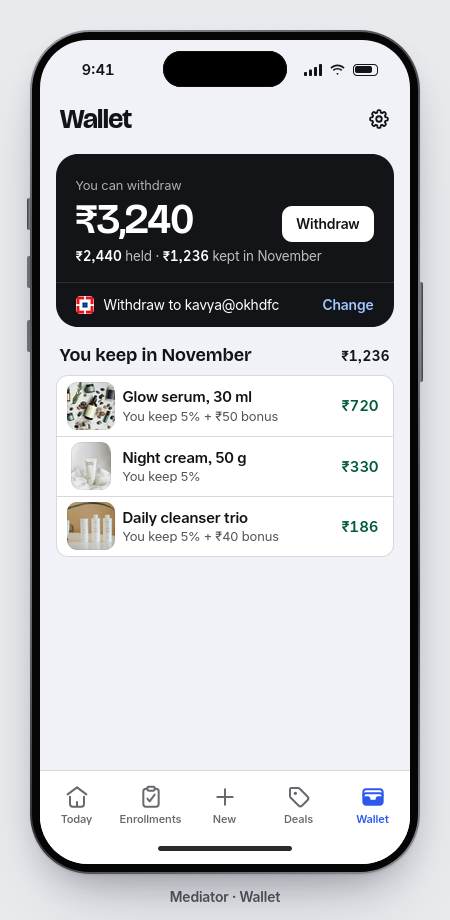 9:41
Wallet
You can withdraw
₹3,240
Withdraw
₹2,440 held · ₹1,236 kept in November
Withdraw to kavya@okhdfc
Change
You keep in November
₹1,236
Glow serum, 30 ml
You keep 5% + ₹50 bonus
₹720
Night cream, 50 g
You keep 5%
₹330
Daily cleanser trio
You keep 5% + ₹40 bonus
₹186
Today
Enrollments
New
Deals
Wallet
Mediator · Wallet